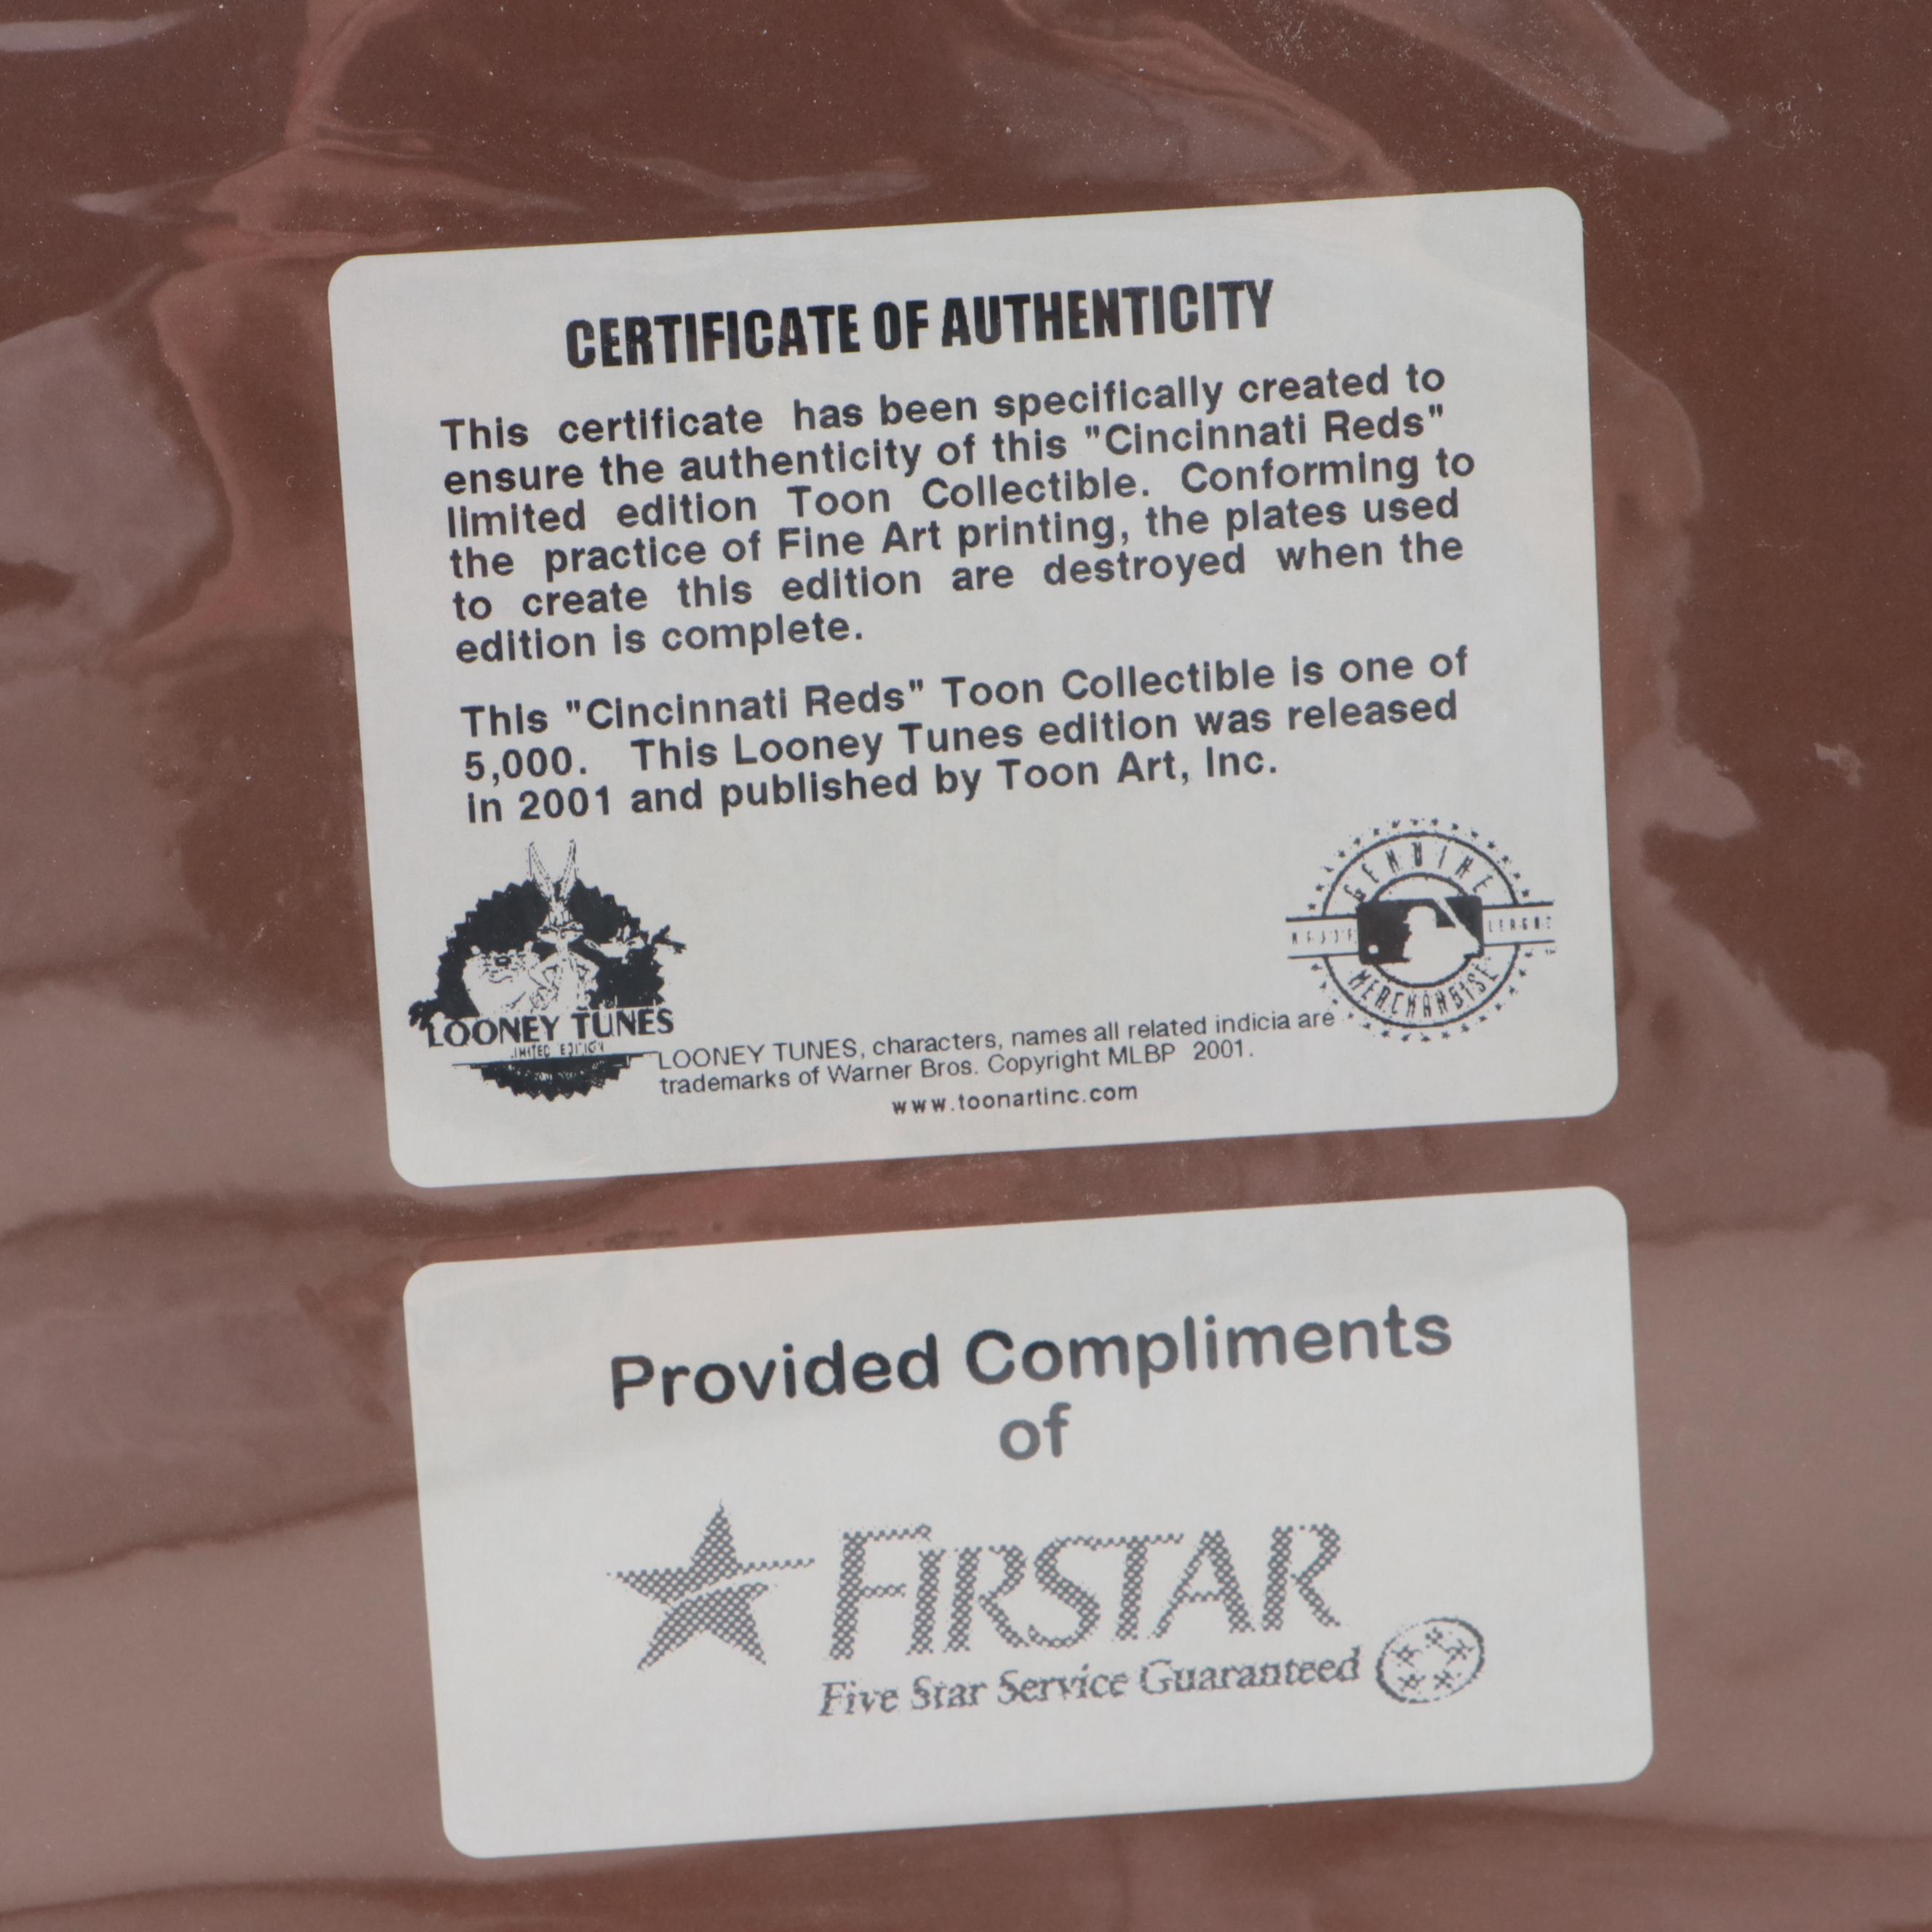 CERTIFICATE OF AUTHENTICITY
This certificate has been specifically created to
ensure the authenticity of this "Cincinnati Reds"
limited edition Toon Collectible. Conforming to
the practice of Fine Art printing, the plates used
to create this edition are destroyed when the
edition is complete.
This "Cincinnati Reds" Toon Collectible is one of
5,000. This Looney Tunes edition was released
in 2001 and published by Toon Art, Inc.
GENUINE
MAJOR LEAGUE
MERCHANDISE
LOONEY TUNES
LIMITED EDITION
LOONEY TUNES, characters, names all related indicia are
trademarks of Warner Bros. Copyright MLBP 2001.
www.toonartinc.com
Provided Compliments
of
FIRSTAR
Five Star Service Guaranteed